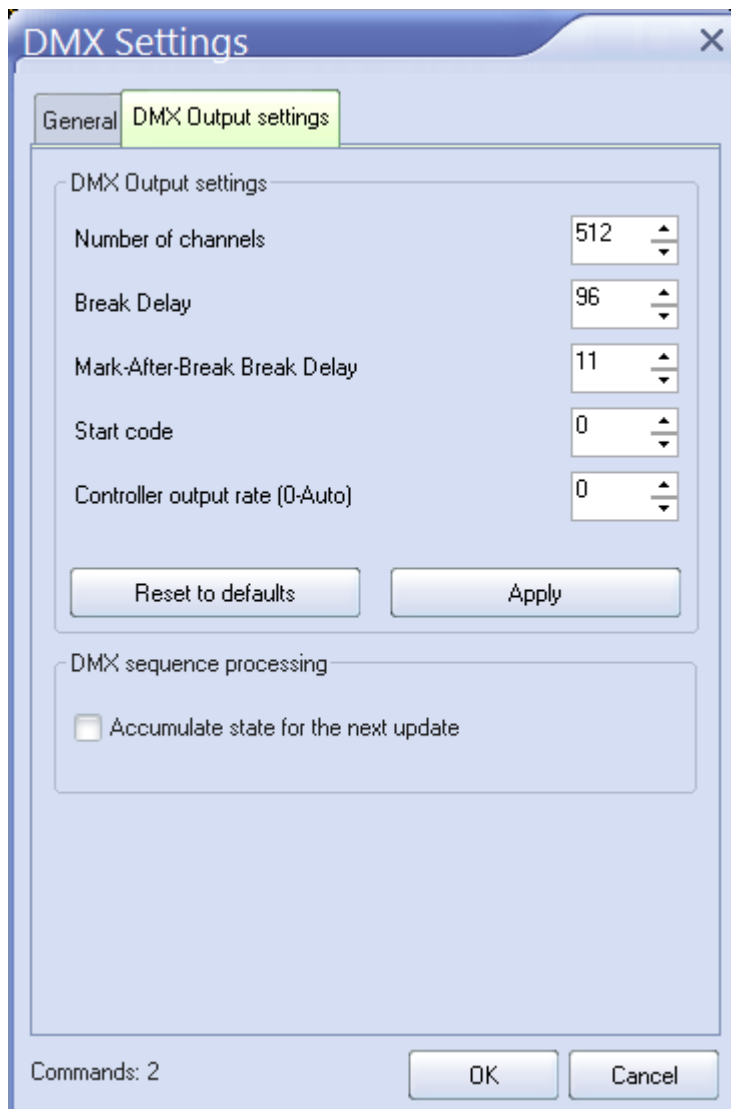 DMX Settings
General
DMX Output settings
DMX Output settings
Number of channels 512
Break Delay 96
Mark-After-Break Break Delay 11
Start code 0
Controller output rate (0-Auto) 0
Reset to defaults Apply
DMX sequence processing
Accumulate state for the next update
Commands: 2 OK Cancel